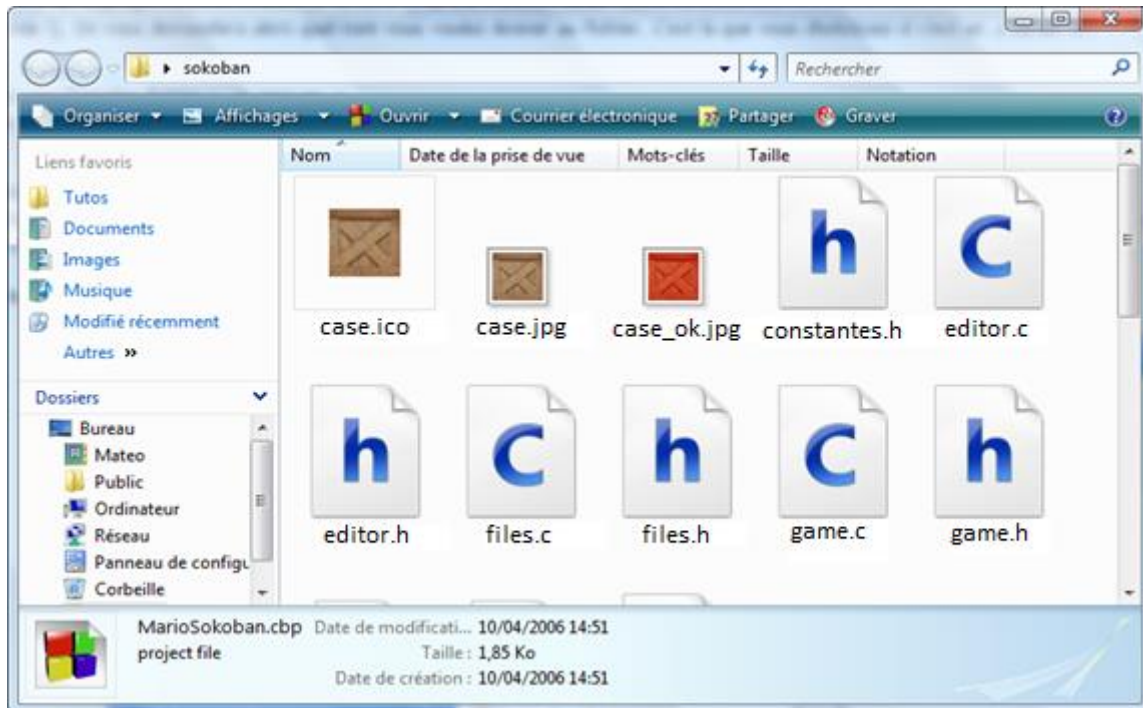 sokoban
Rechercher
Organiser Affichages Ouvrir Courrier électronique Partager Graver
Liens favoris
Tutos
Documents
Images
Musique
Modifié récemment
Autres »
Dossiers
Bureau
Mateo
Public
Ordinateur
Réseau
Panneau de configu
Corbeille
Nom Date de la prise de vue Mots-clés Taille Notation
case.ico case.jpg case_ok.jpg constantes.h editor.c
editor.h files.c files.h game.c game.h
MarioSokoban.cbp Date de modificati... 10/04/2006 14:51
project file Taille : 1,85 Ko
Date de création : 10/04/2006 14:51